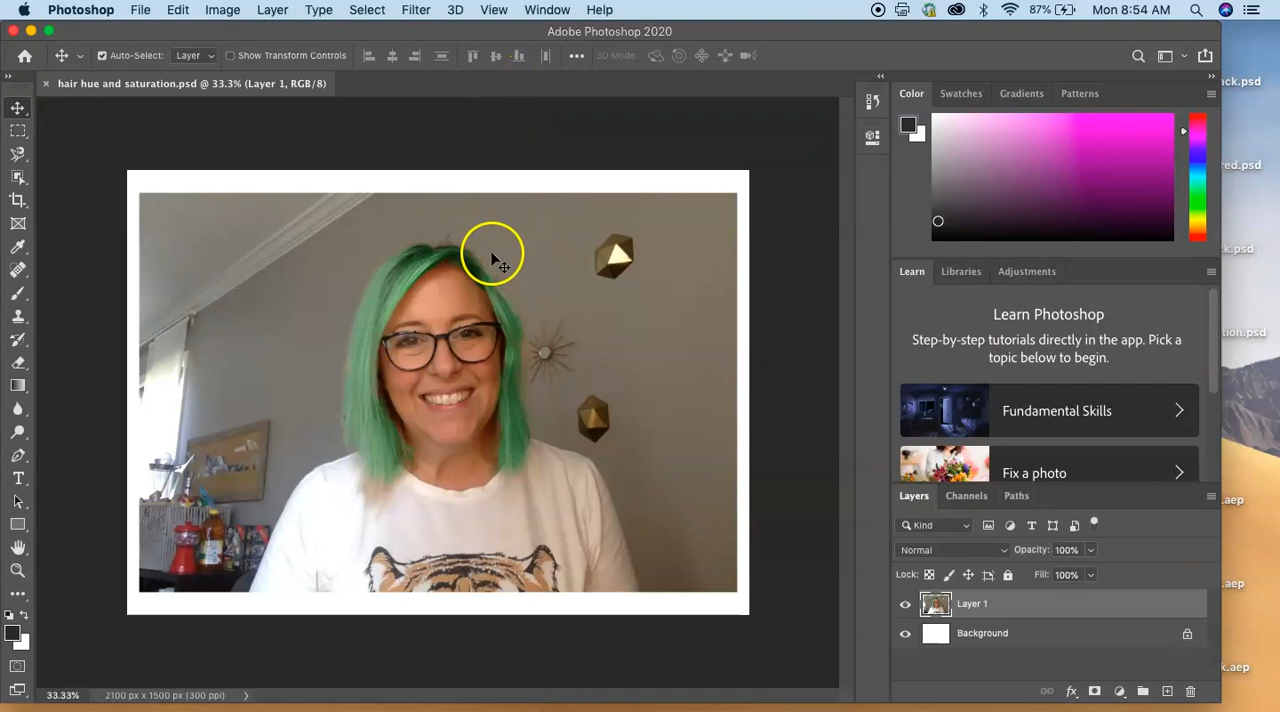 Photoshop File Edit Image Layer Type Select Filter 3D View Window Help 87% Mon 8:54 AM
Adobe Photoshop 2020
Auto-Select: Layer Show Transform Controls 3D Mode:
hair hue and saturation.psd @ 33.3% (Layer 1, RGB/8)
Color Swatches Gradients Patterns
ack.psd
red.psd
Learn Libraries Adjustments
Learn Photoshop
Step-by-step tutorials directly in the app. Pick a
topic below to begin.
Fundamental Skills
Fix a photo
.psd
tion.psd
Layers Channels Paths
Kind
Normal Opacity: 100%
Lock: Fill: 100%
Layer 1
Background
.aep
.aep
k.aep
33.33% 2100 px x 1500 px (300 ppi)